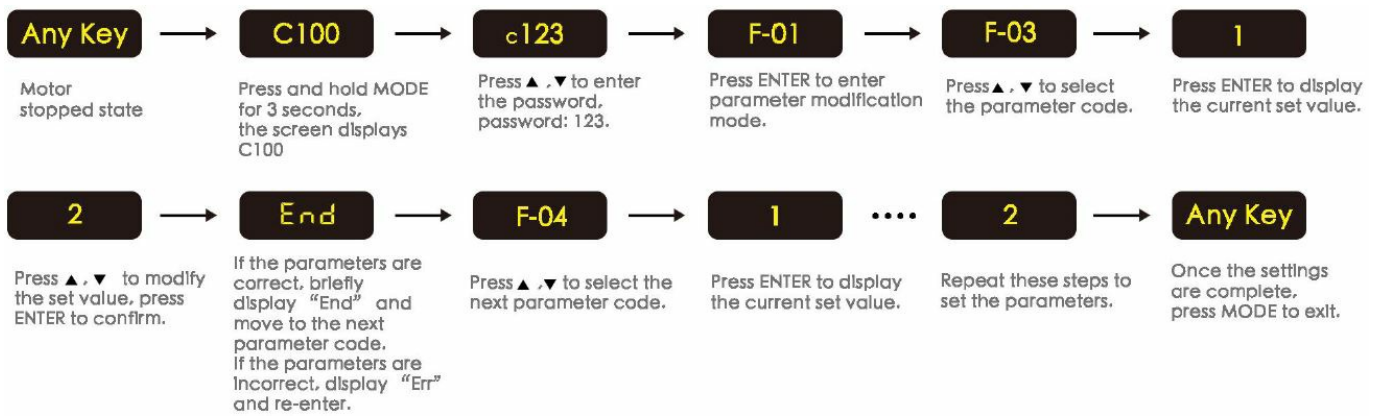 Any Key
C100
c123
F-01
F-03
1
Motor
stopped state
Press and hold MODE
for 3 seconds,
the screen displays
C100
Press ▲ , ▼ to enter
the password,
password: 123.
Press ENTER to enter
parameter modification
mode.
Press▲ , ▼ to select
the parameter code.
Press ENTER to display
the current set value.
2
End
F-04
1
····
2
Any Key
Press ▲ , ▼ to modify
the set value, press
ENTER to confirm.
If the parameters are
correct, briefly
display “End” and
move to the next
parameter code.
If the parameters are
incorrect, display “Err”
and re-enter.
Press ▲ ,▼ to select the
next parameter code.
Press ENTER to display
the current set value.
Repeat these steps to
set the parameters.
Once the settings
are complete,
press MODE to exit.